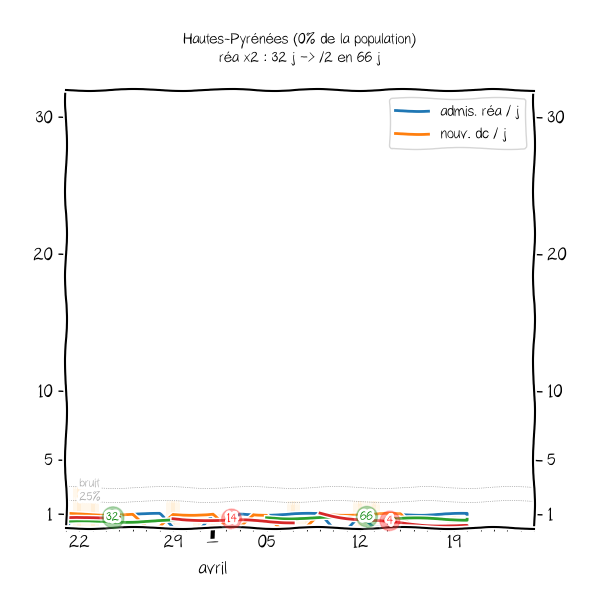 Hautes-Pyrénées (0% de la population)
réa x2 : 32 j -> /2 en 66 j
admis. réa / j
nouv. dc / j
30 30
20 20
10 10
5 5
bruit
25%
1 1
32 14 66 4
22 29 1 05 12 19
avril